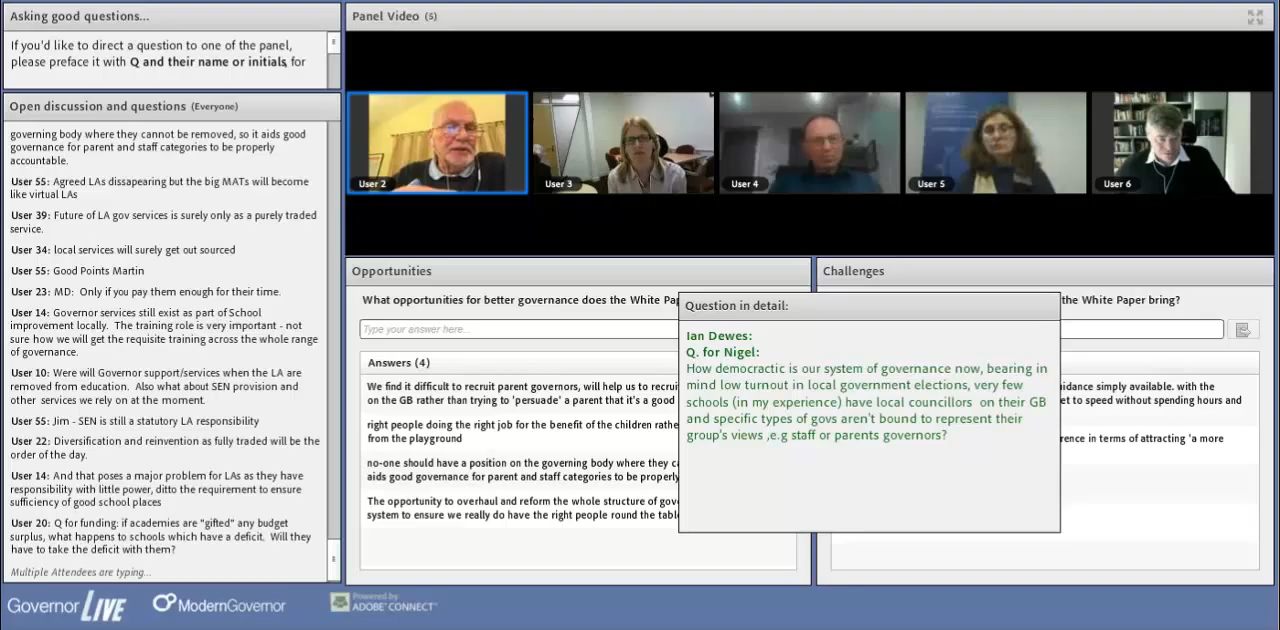 Asking good questions...
If you'd like to direct a question to one of the panel,
please preface it with Q and their name or initials, for
Open discussion and questions (Everyone)
governing body where they cannot be removed, so it aids good
governance for parent and staff categories to be properly
accountable.
User 55: Agreed LAs dissapearing but the big MATs will become
like virtual LAs
User 39: Future of LA gov services is surely only as a purely traded
service.
User 34: local services will surely get out sourced
User 55: Good Points Martin
User 23: MD: Only if you pay them enough for their time.
User 14: Governor services still exist as part of School
improvement locally. The training role is very important - not
sure how we will get the requisite training across the whole range
of governance.
User 10: Were will Governor support/services when the LA are
removed from education. Also what about SEN provision and
other services we rely on at the moment.
User 55: Jim - SEN is still a statutory LA responsibility
User 22: Diversification and reinvention as fully traded will be the
order of the day.
User 14: And that poses a major problem for LAs as they have
responsibility with little power, ditto the requirement to ensure
sufficiency of good school places
User 20: Q for funding: if academies are "gifted" any budget
surplus, what happens to schools which have a deficit. Will they
have to take the deficit with them?
Multiple Attendees are typing...
Panel Video (5)
User 2
User 3
User 4
User 5
User 6
Opportunities
What opportunities for better governance does the White Pap
Type your answer here...
Answers (4)
We find it difficult to recruit parent governors, will help us to recrui
on the GB rather than trying to 'persuade' a parent that it's a good
right people doing the right job for the benefit of the children rathe
from the playground
no-one should have a position on the governing body where they ca
aids good governance for parent and staff categories to be properly
The opportunity to overhaul and reform the whole structure of gove
system to ensure we really do have the right people round the table
Challenges
the White Paper bring?
uidance simply available. with the
et to speed without spending hours and
rence in terms of attracting 'a more
Question in detail:
Ian Dewes:
Q. for Nigel:
How democractic is our system of governance now, bearing in
mind low turnout in local government elections, very few
schools (in my experience) have local councillors on their GB
and specific types of govs aren't bound to represent their
group's views ,e.g staff or parents governors?
Governor LIVE
ModernGovernor
Powered by
ADOBE® CONNECT™